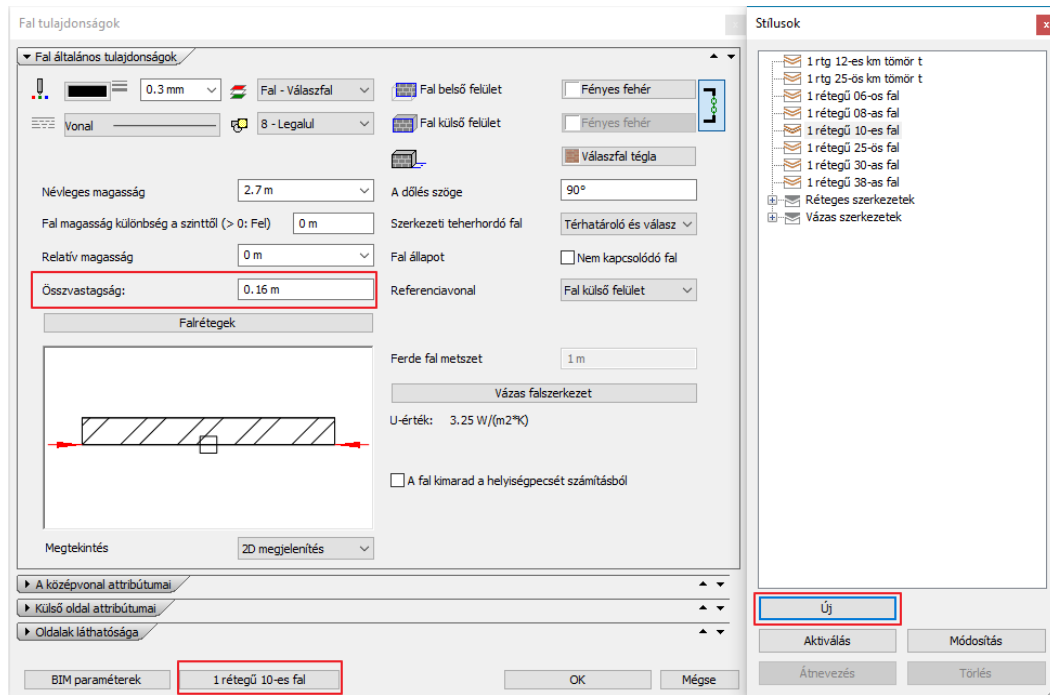 Fal tulajdonságok
x
Fal általános tulajdonságok
0.3 mm
Fal - Válaszfal
Fal belső felület
Fényes fehér
Vonal
8 - Legalul
Fal külső felület
Fényes fehér
Válaszfal tégla
Névleges magasság
2.7 m
A dőlés szöge
90°
Fal magasság különbség a szinttől (> 0: Fel)
0 m
Szerkezeti teherhordó fal
Térhatároló és válasz
Relatív magasság
0 m
Fal állapot
Nem kapcsolódó fal
Összvastagság:
0.16 m
Referenciavonal
Fal külső felület
Falrétegek
Ferde fal metszet
1 m
Vázas falszerkezet
U-érték: 3.25 W/(m2*K)
A fal kimarad a helyiségpecsét számításból
Megtekintés
2D megjelenítés
A középvonal attribútumai
Külső oldal attribútumai
Oldalak láthatósága
BIM paraméterek
1 rétegű 10-es fal
OK
Mégse
Stílusok
x
1 rtg 12-es km tömör t
1 rtg 25-ös km tömör t
1 rétegű 06-os fal
1 rétegű 08-as fal
1 rétegű 10-es fal
1 rétegű 25-ös fal
1 rétegű 30-as fal
1 rétegű 38-as fal
Réteges szerkezetek
Vázas szerkezetek
Új
Aktiválás
Módosítás
Átnevezés
Törlés